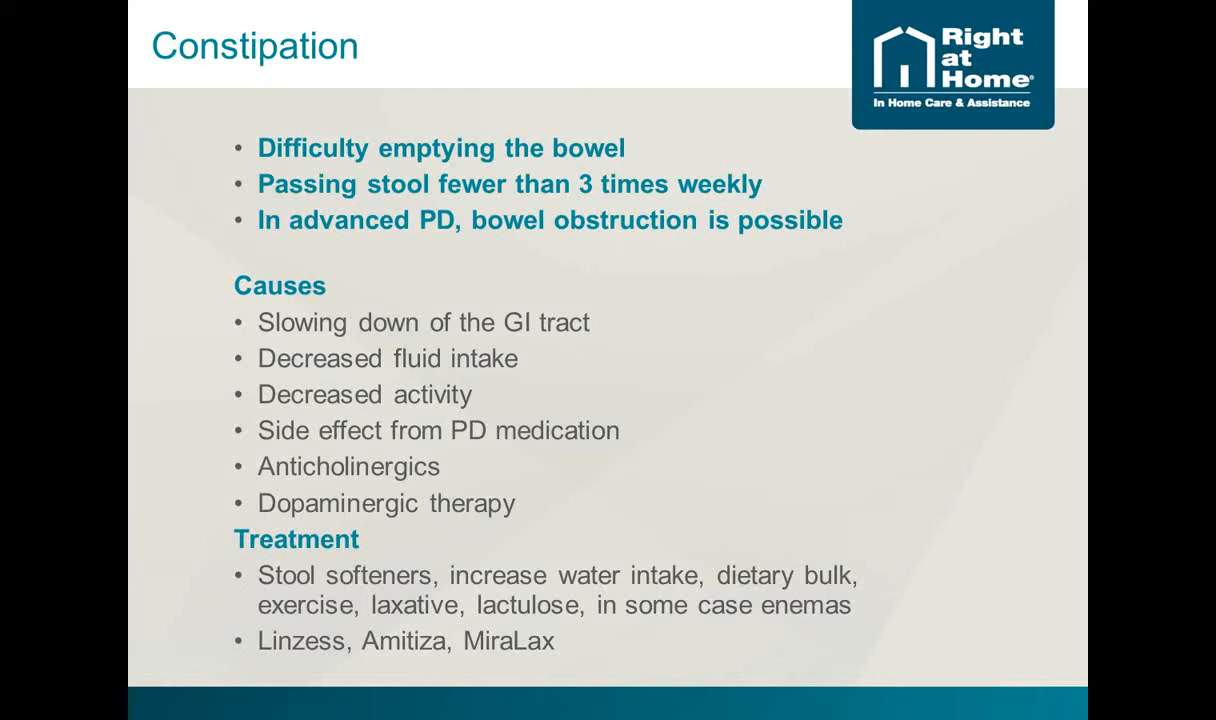 Constipation
Right
at
Home®
In Home Care & Assistance
• Difficulty emptying the bowel
• Passing stool fewer than 3 times weekly
• In advanced PD, bowel obstruction is possible
Causes
• Slowing down of the GI tract
• Decreased fluid intake
• Decreased activity
• Side effect from PD medication
• Anticholinergics
• Dopaminergic therapy
Treatment
• Stool softeners, increase water intake, dietary bulk,
exercise, laxative, lactulose, in some case enemas
• Linzess, Amitiza, MiraLax